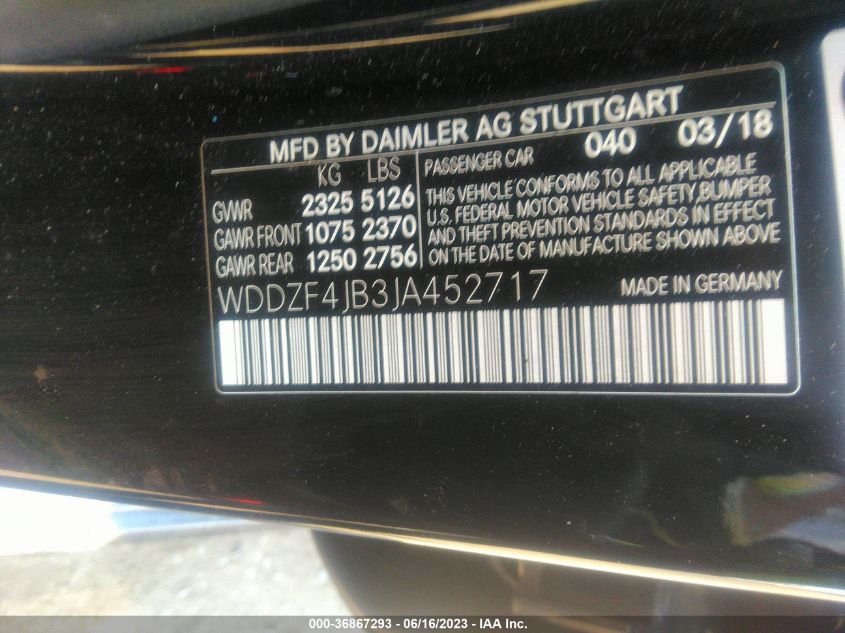 MFD BY DAIMLER AG STUTTGART
KG LBS
GVWR 2325 5126
GAWR FRONT 1075 2370
GAWR REAR 1250 2756
PASSENGER CAR 040 03/18
THIS VEHICLE CONFORMS TO ALL APPLICABLE
U.S. FEDERAL MOTOR VEHICLE SAFETY, BUMPER
AND THEFT PREVENTION STANDARDS IN EFFECT
ON THE DATE OF MANUFACTURE SHOWN ABOVE
WDDZF4JB3JA452717 MADE IN GERMANY
000-36867293 - 06/16/2023 - IAA Inc.